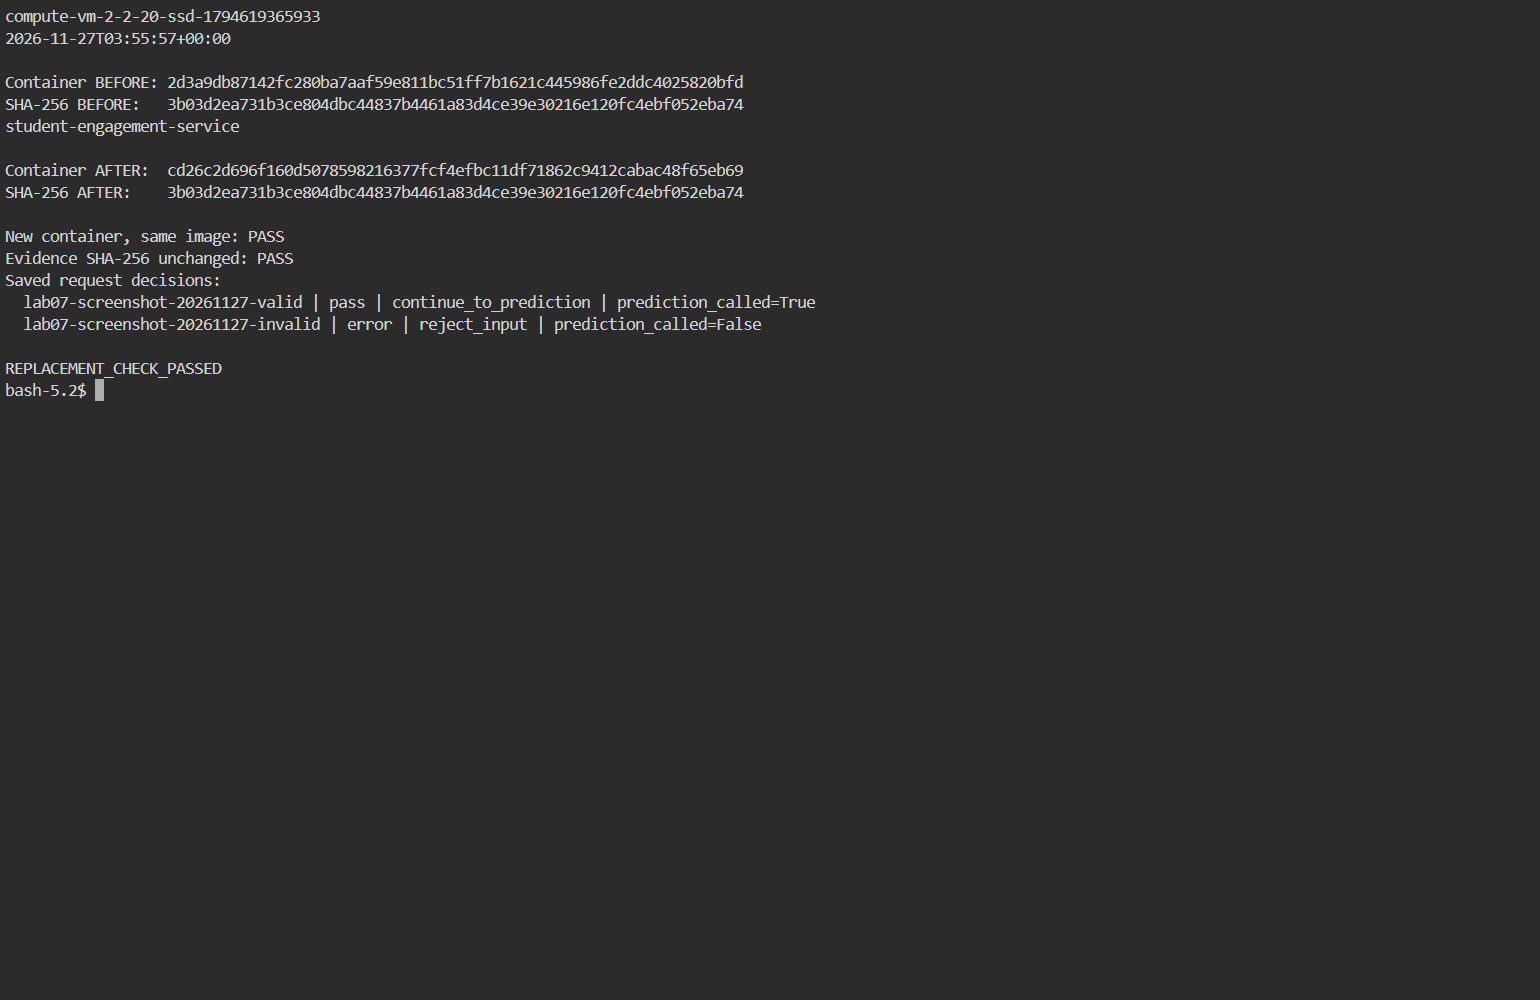 compute-vm-2-2-20-ssd-1794619365933
2026-11-27T03:55:57+00:00
Container BEFORE: 2d3a9db87142fc280ba7aaf59e811bc51ff7b1621c445986fe2ddc4025820bfd
SHA-256 BEFORE:   3b03d2ea731b3ce804dbc44837b4461a83d4ce39e30216e120fc4ebf052eba74
student-engagement-service
Container AFTER:  cd26c2d696f160d5078598216377fcf4efbc11df71862c9412cabac48f65eb69
SHA-256 AFTER:    3b03d2ea731b3ce804dbc44837b4461a83d4ce39e30216e120fc4ebf052eba74
New container, same image: PASS
Evidence SHA-256 unchanged: PASS
Saved request decisions:
  lab07-screenshot-20261127-valid | pass | continue_to_prediction | prediction_called=True
  lab07-screenshot-20261127-invalid | error | reject_input | prediction_called=False
REPLACEMENT_CHECK_PASSED
bash-5.2$